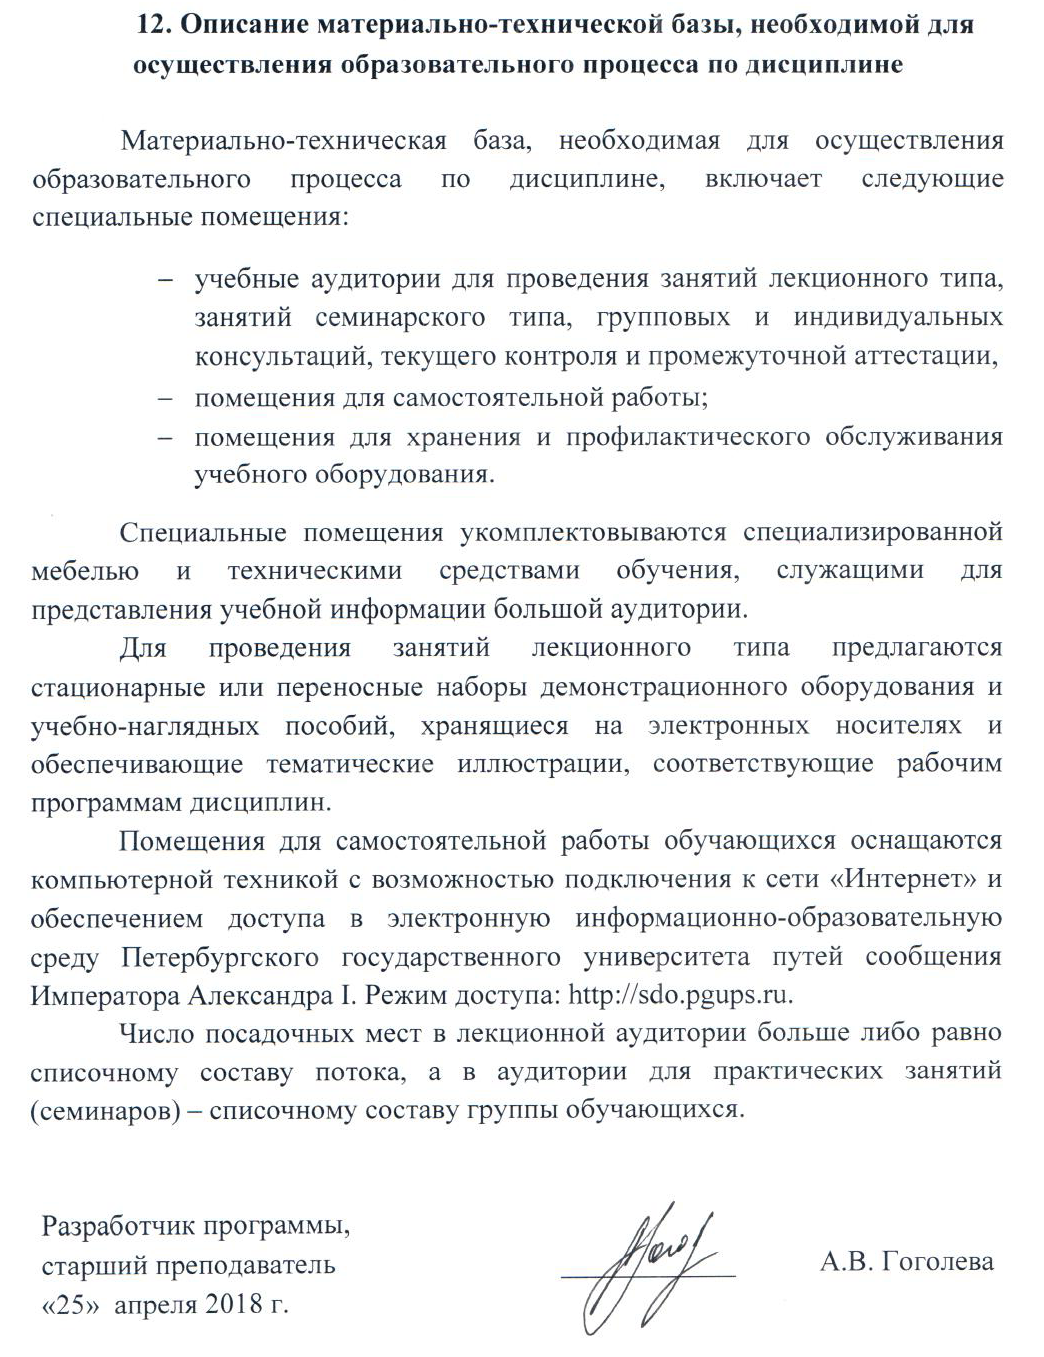 12. Описание материально-технической базы, необходимой для
осуществления образовательного процесса по дисциплине
Материально-техническая база, необходимая для осуществления
образовательного процесса по дисциплине, включает следующие
специальные помещения:
– учебные аудитории для проведения занятий лекционного типа,
занятий семинарского типа, групповых и индивидуальных
консультаций, текущего контроля и промежуточной аттестации,
– помещения для самостоятельной работы;
– помещения для хранения и профилактического обслуживания
учебного оборудования.
Специальные помещения укомплектовываются специализированной
мебелью и техническими средствами обучения, служащими для
представления учебной информации большой аудитории.
Для проведения занятий лекционного типа предлагаются
стационарные или переносные наборы демонстрационного оборудования и
учебно-наглядных пособий, хранящиеся на электронных носителях и
обеспечивающие тематические иллюстрации, соответствующие рабочим
программам дисциплин.
Помещения для самостоятельной работы обучающихся оснащаются
компьютерной техникой с возможностью подключения к сети «Интернет» и
обеспечением доступа в электронную информационно-образовательную
среду Петербургского государственного университета путей сообщения
Императора Александра I. Режим доступа: http://sdo.pgups.ru.
Число посадочных мест в лекционной аудитории больше либо равно
списочному составу потока, а в аудитории для практических занятий
(семинаров) – списочному составу группы обучающихся.
Разработчик программы,
старший преподаватель
А.В. Гоголева
«25» апреля 2018 г.